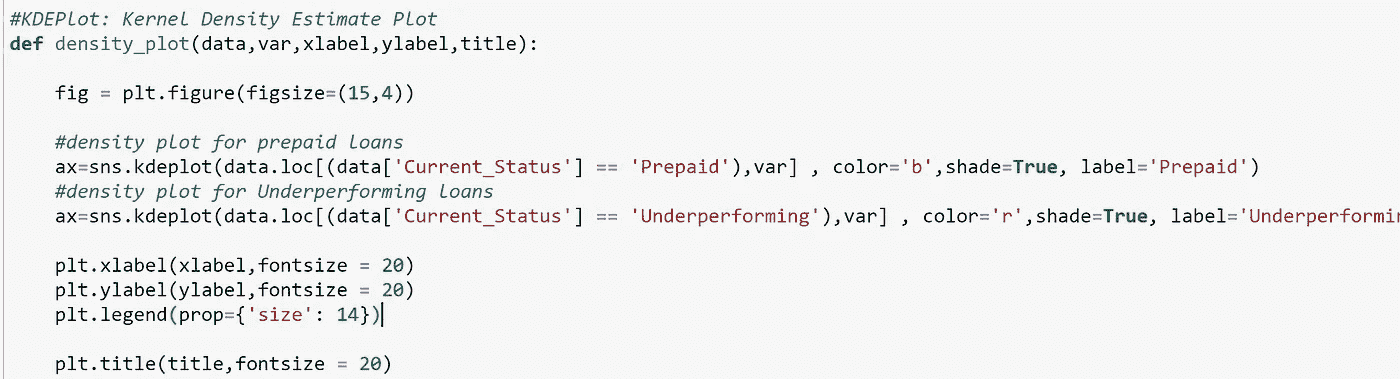 #KDEPlot: Kernel Density Estimate Plot
def density_plot(data,var,xlabel,ylabel,title):
fig = plt.figure(figsize=(15,4))
#density plot for prepaid loans
ax=sns.kdeplot(data.loc[(data['Current_Status'] == 'Prepaid'),var] , color='b',shade=True, label='Prepaid')
#density plot for Underperforming loans
ax=sns.kdeplot(data.loc[(data['Current_Status'] == 'Underperforming'),var] , color='r',shade=True, label='Underperformin
plt.xlabel(xlabel,fontsize = 20)
plt.ylabel(ylabel,fontsize = 20)
plt.legend(prop={'size': 14})
plt.title(title,fontsize = 20)